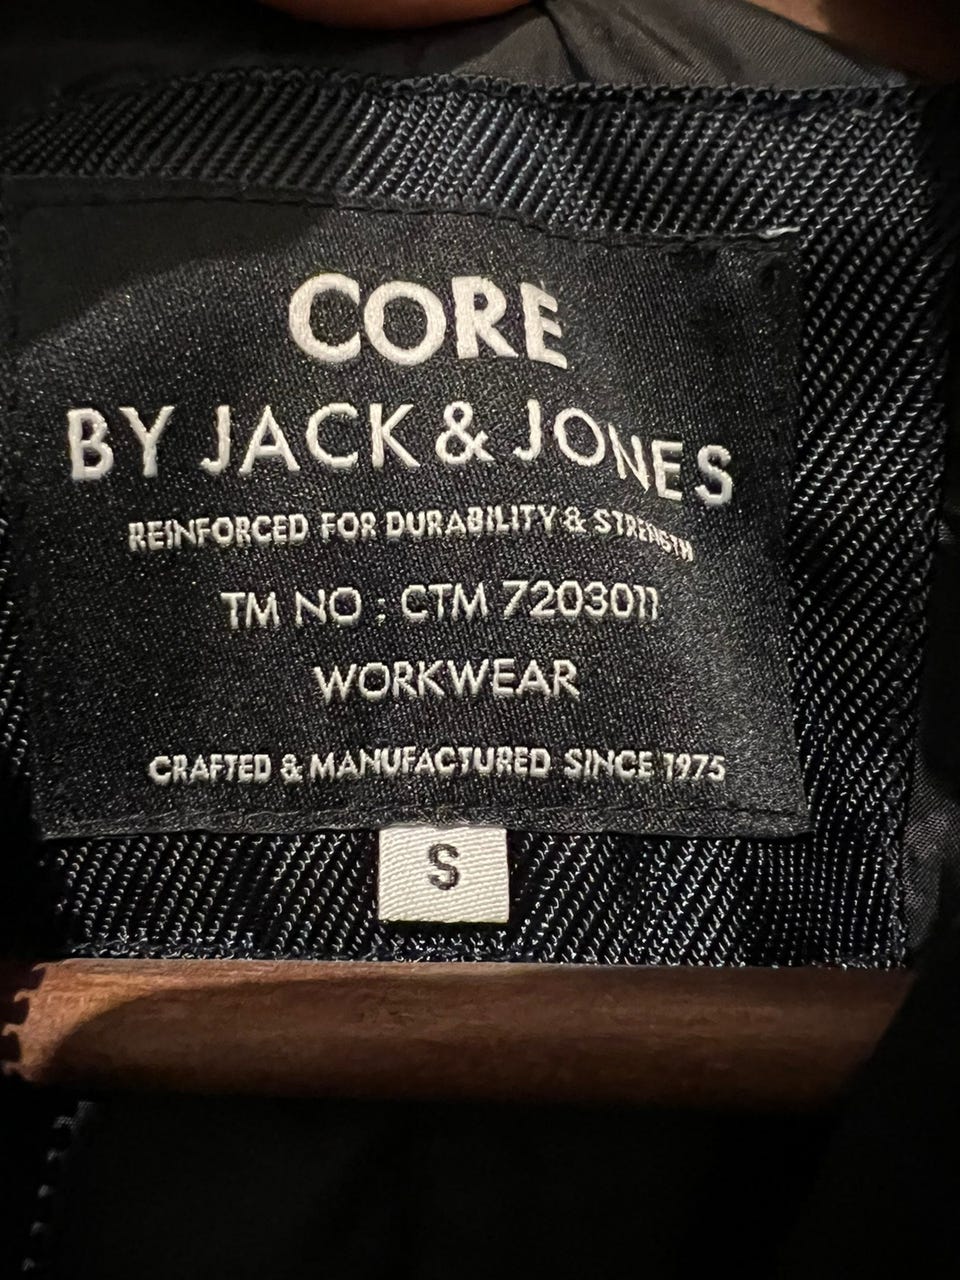 CORE
BY JACK & JONES
REINFORCED FOR DURABILITY & STRENGTH
TM NO : CTM 7203011
WORKWEAR
CRAFTED & MANUFACTURED SINCE 1975
S